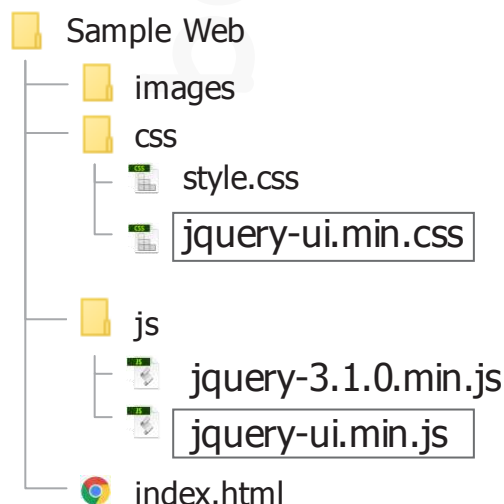 Sample Web
images
css
style.css
jquery-ui.min.css
js
jquery-3.1.0.min.js
jquery-ui.min.js
index.html